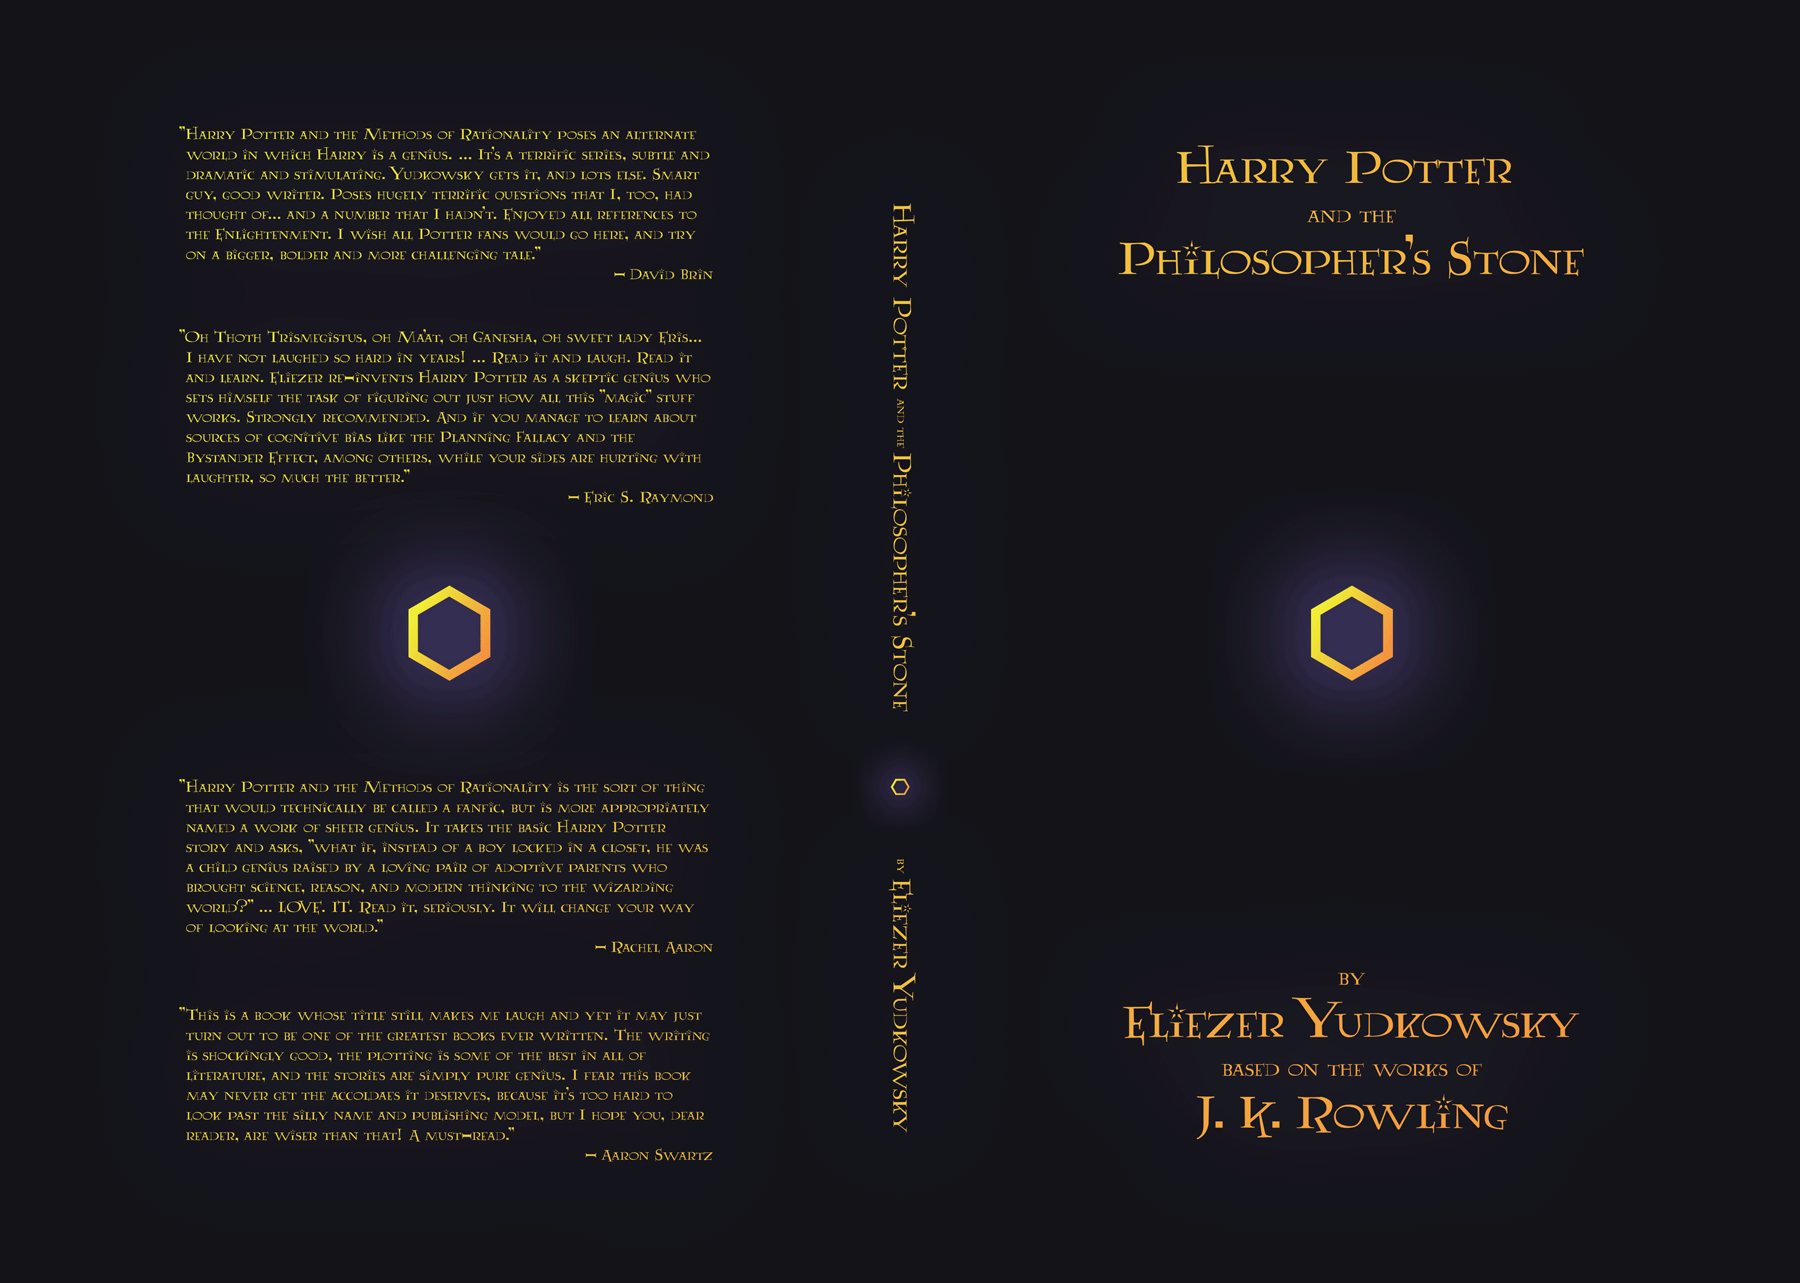 "Harry Potter and the Methods of Rationality poses an alternate
world in which Harry is a genius. ... It's a terrific series, subtle and
dramatic and stimulating. Yudkowsky gets it, and lots else. Smart
guy, good writer. Poses hugely terrific questions that I, too, had
thought of... and a number that I hadn't. Enjoyed all references to
the Enlightenment. I wish all Potter fans would go here, and try
on a bigger, bolder and more challenging tale."
– David Brin
"Oh Thoth Trismegistus, oh Ma'at, oh Ganesha, oh sweet lady Eris...
I have not laughed so hard in years! ... Read it and laugh. Read it
and learn. Eliezer re-invents Harry Potter as a skeptic genius who
sets himself the task of figuring out just how all this "magic" stuff
works. Strongly recommended. And if you manage to learn about
sources of cognitive bias like the Planning Fallacy and the
Bystander Effect, among others, while your sides are hurting with
laughter, so much the better."
– Eric S. Raymond
"Harry Potter and the Methods of Rationality is the sort of thing
that would technically be called a fanfic, but is more appropriately
named a work of sheer genius. It takes the basic Harry Potter
story and asks, "what if, instead of a boy locked in a closet, he was
a child genius raised by a loving pair of adoptive parents who
brought science, reason, and modern thinking to the wizarding
world?" ... LOVE. IT. Read it, seriously. It will change your way
of looking at the world."
– Rachel Aaron
"This is a book whose title still makes me laugh and yet it may just
turn out to be one of the greatest books ever written. The writing
is shockingly good, the plotting is some of the best in all of
literature, and the stories are simply pure genius. I fear this book
may never get the accoldaes it deserves, because it's too hard to
look past the silly name and publishing model, but I hope you, dear
reader, are wiser than that! A must-read."
– Aaron Swartz
Harry Potter and the Philosopher's Stone
by Eliezer Yudkowsky
Harry Potter
and the
Philosopher's Stone
by
Eliezer Yudkowsky
based on the works of
J. K. Rowling